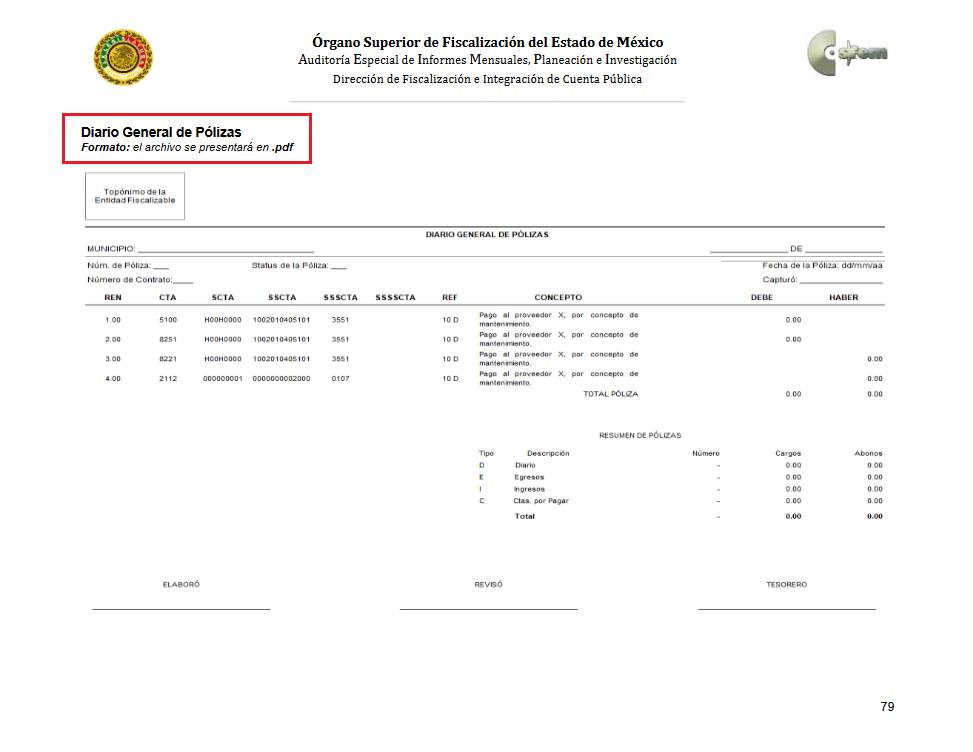 Órgano Superior de Fiscalización del Estado de México
Auditoría Especial de Informes Mensuales, Planeación e Investigación
Dirección de Fiscalización e Integración de Cuenta Pública
osfem
Diario General de Pólizas
Formato: el archivo se presentará en .pdf
Topónimo de la
Entidad Fiscalizable
DIARIO GENERAL DE PÓLIZAS
MUNICIPIO: ____ DE ____
Núm. de Póliza: ___ Status de la Póliza: ___ Fecha de la Póliza: dd/mm/aa
Número de Contrato:____ Capturó: ____
REN CTA SCTA SSCTA SSSCTA SSSSCTA REF CONCEPTO DEBE HABER
1.00 5100 H00H0000 1002010405101 3551 10 D Pago al proveedor X, por concepto de mantenimiento. 0.00
2.00 8251 H00H0000 1002010405101 3551 10 D Pago al proveedor X, por concepto de mantenimiento. 0.00
3.00 8221 H00H0000 1002010405101 3551 10 D Pago al proveedor X, por concepto de mantenimiento. 0.00
4.00 2112 000000001 0000000002000 0107 10 D Pago al proveedor X, por concepto de mantenimiento. 0.00
TOTAL PÓLIZA 0.00 0.00
RESUMEN DE PÓLIZAS
Tipo Descripción Número Cargos Abonos
D Diario - 0.00 0.00
E Egresos - 0.00 0.00
I Ingresos - 0.00 0.00
C Ctas. por Pagar - 0.00 0.00
Total - 0.00 0.00
ELABORÓ REVISÓ TESORERO
79